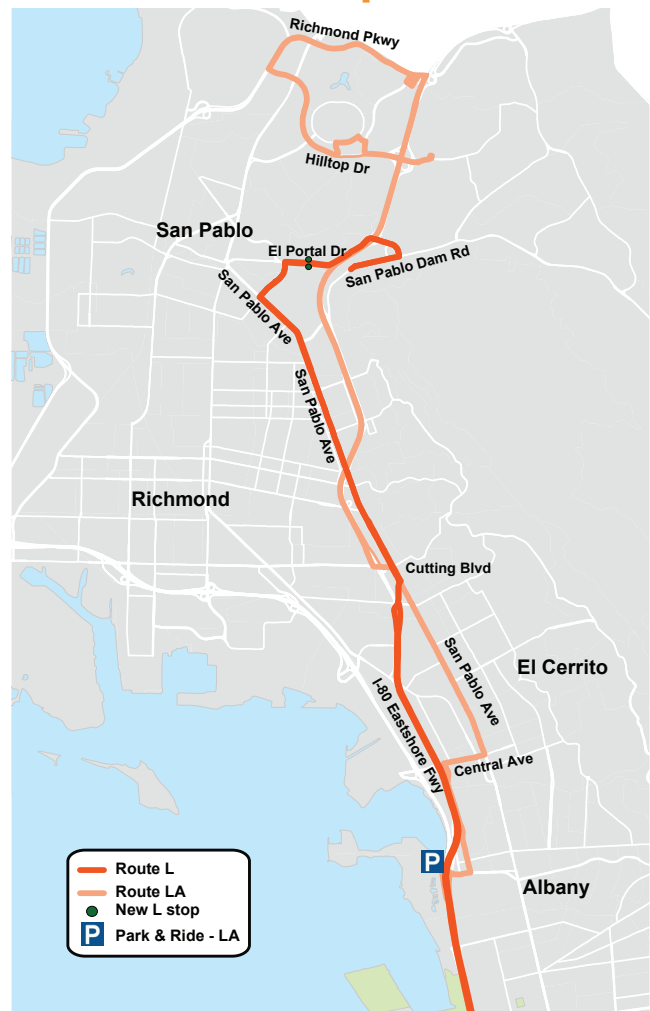 Richmond Pkwy
Hilltop Dr
San Pablo
El Portal Dr
San Pablo Dam Rd
San Pablo Ave
San Pablo Ave
Richmond
Cutting Blvd
San Pablo Ave
El Cerrito
I-80 Eastshore Fwy
Central Ave
P
Albany
Route L
Route LA
New L stop
P Park & Ride - LA